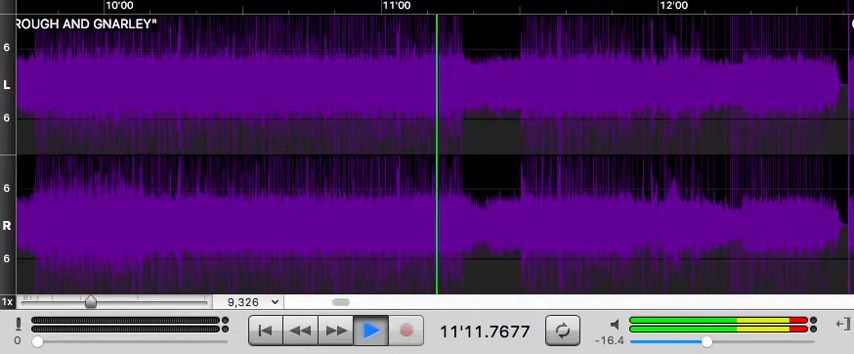 10'00
11'00
12'00
ROUGH AND GNARLEY"
6
L
6
6
R
6
1x
9,326
11'11.7677
0
-16.4